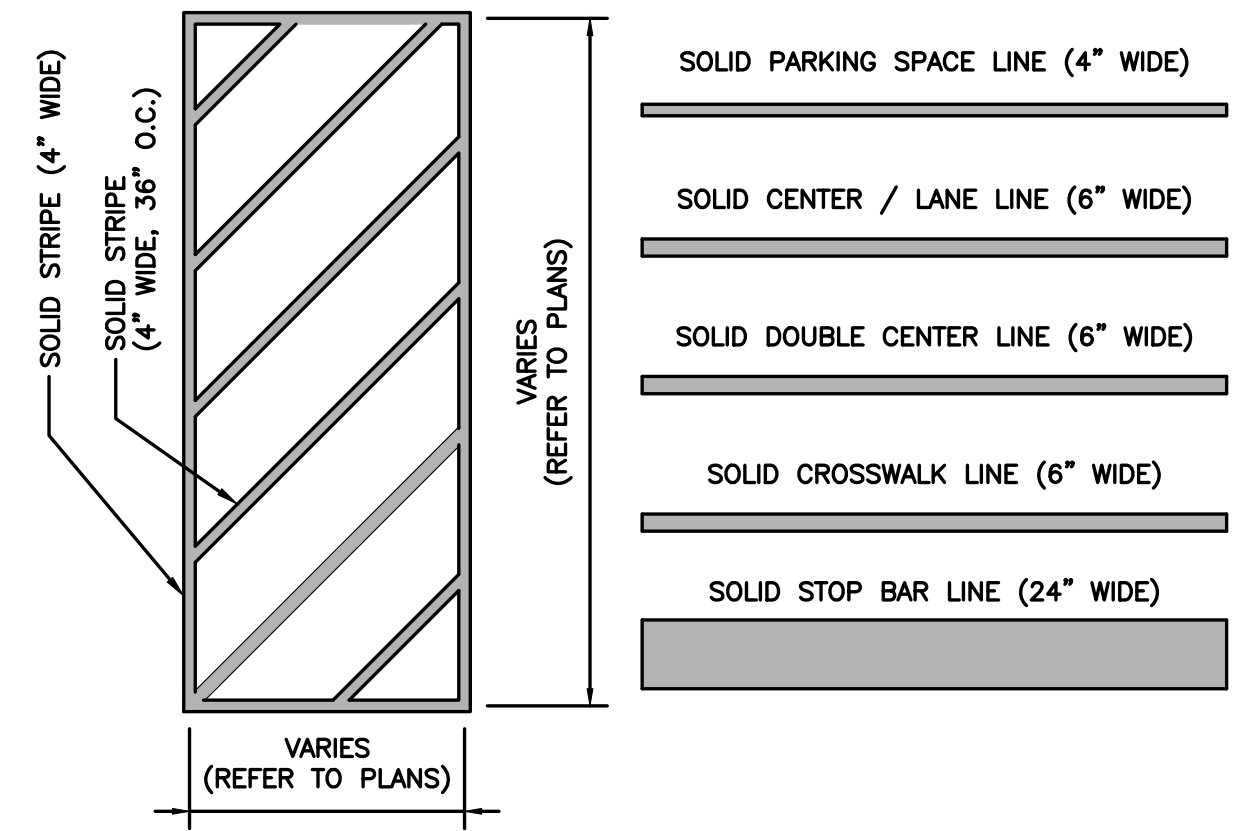 SOLID STRIPE (4” WIDE)
SOLID STRIPE
(4” WIDE, 36” O.C.)
VARIES
(REFER TO PLANS)
VARIES
(REFER TO PLANS)
SOLID PARKING SPACE LINE (4” WIDE)
SOLID CENTER / LANE LINE (6” WIDE)
SOLID DOUBLE CENTER LINE (6” WIDE)
SOLID CROSSWALK LINE (6” WIDE)
SOLID STOP BAR LINE (24” WIDE)